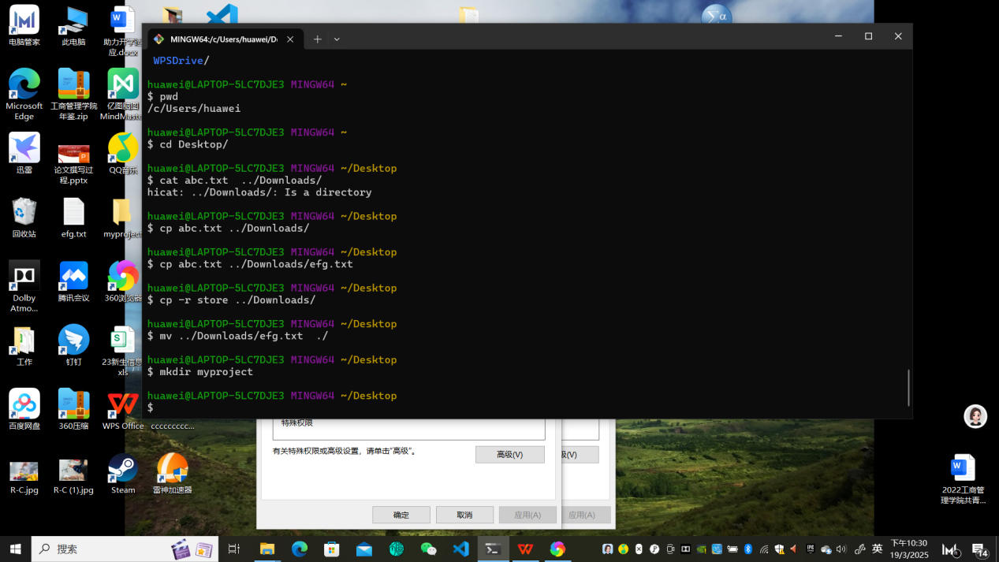 MINGW64:/c/Users/huawei/De
WPSDrive/
huawei@LAPTOP-5LC7DJE3 MINGW64 ~
$ pwd
/c/Users/huawei
huawei@LAPTOP-5LC7DJE3 MINGW64 ~
$ cd Desktop/
huawei@LAPTOP-5LC7DJE3 MINGW64 ~/Desktop
$ cat abc.txt  ../Downloads/
hicat: ../Downloads/: Is a directory
huawei@LAPTOP-5LC7DJE3 MINGW64 ~/Desktop
$ cp abc.txt ../Downloads/
huawei@LAPTOP-5LC7DJE3 MINGW64 ~/Desktop
$ cp abc.txt ../Downloads/efg.txt
huawei@LAPTOP-5LC7DJE3 MINGW64 ~/Desktop
$ cp -r store ../Downloads/
huawei@LAPTOP-5LC7DJE3 MINGW64 ~/Desktop
$ mv ../Downloads/efg.txt  ./
huawei@LAPTOP-5LC7DJE3 MINGW64 ~/Desktop
$ mkdir myproject
huawei@LAPTOP-5LC7DJE3 MINGW64 ~/Desktop
$
电脑管家
此电脑
助力开学适
应.docx
Microsoft
Edge
工商管理学院
年鉴.zip
亿图脑图
MindMaste
迅雷
论文撰写过
程.pptx
QQ音乐
回收站
efg.txt
myproject
Dolby
Atmo...
腾讯会议
360浏览器
工作
钉钉
23新生信息
xls
百度网盘
360压缩
WPS Office
ccccccccc...
R-C.jpg
R-C (1).jpg
Steam
雷神加速器
特殊权限
有关特殊权限或高级设置，请单击"高级"。
高级(V)
级(V)
确定
取消
应用(A)
应用(A)
2022工商管
理学院共青...
搜索
英
下午10:30
19/3/2025
14